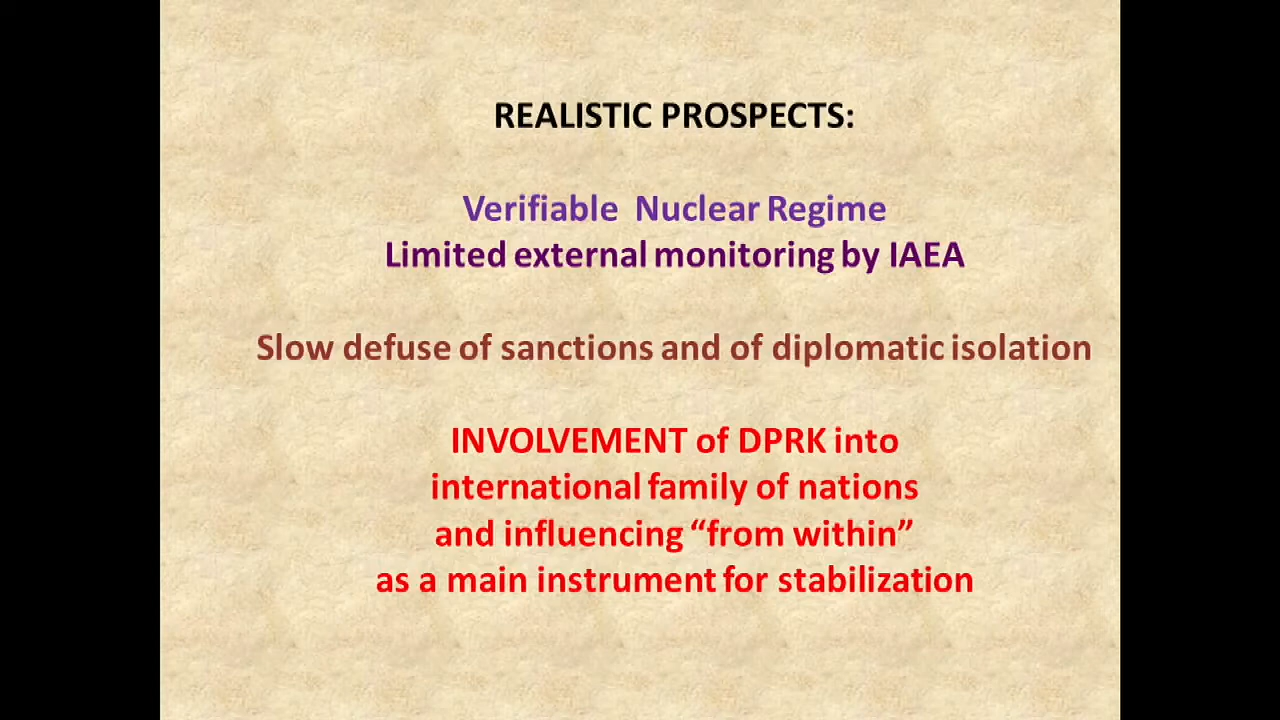 REALISTIC PROSPECTS:
Verifiable Nuclear Regime
Limited external monitoring by IAEA
Slow defuse of sanctions and of diplomatic isolation
INVOLVEMENT of DPRK into
international family of nations
and influencing “from within”
as a main instrument for stabilization